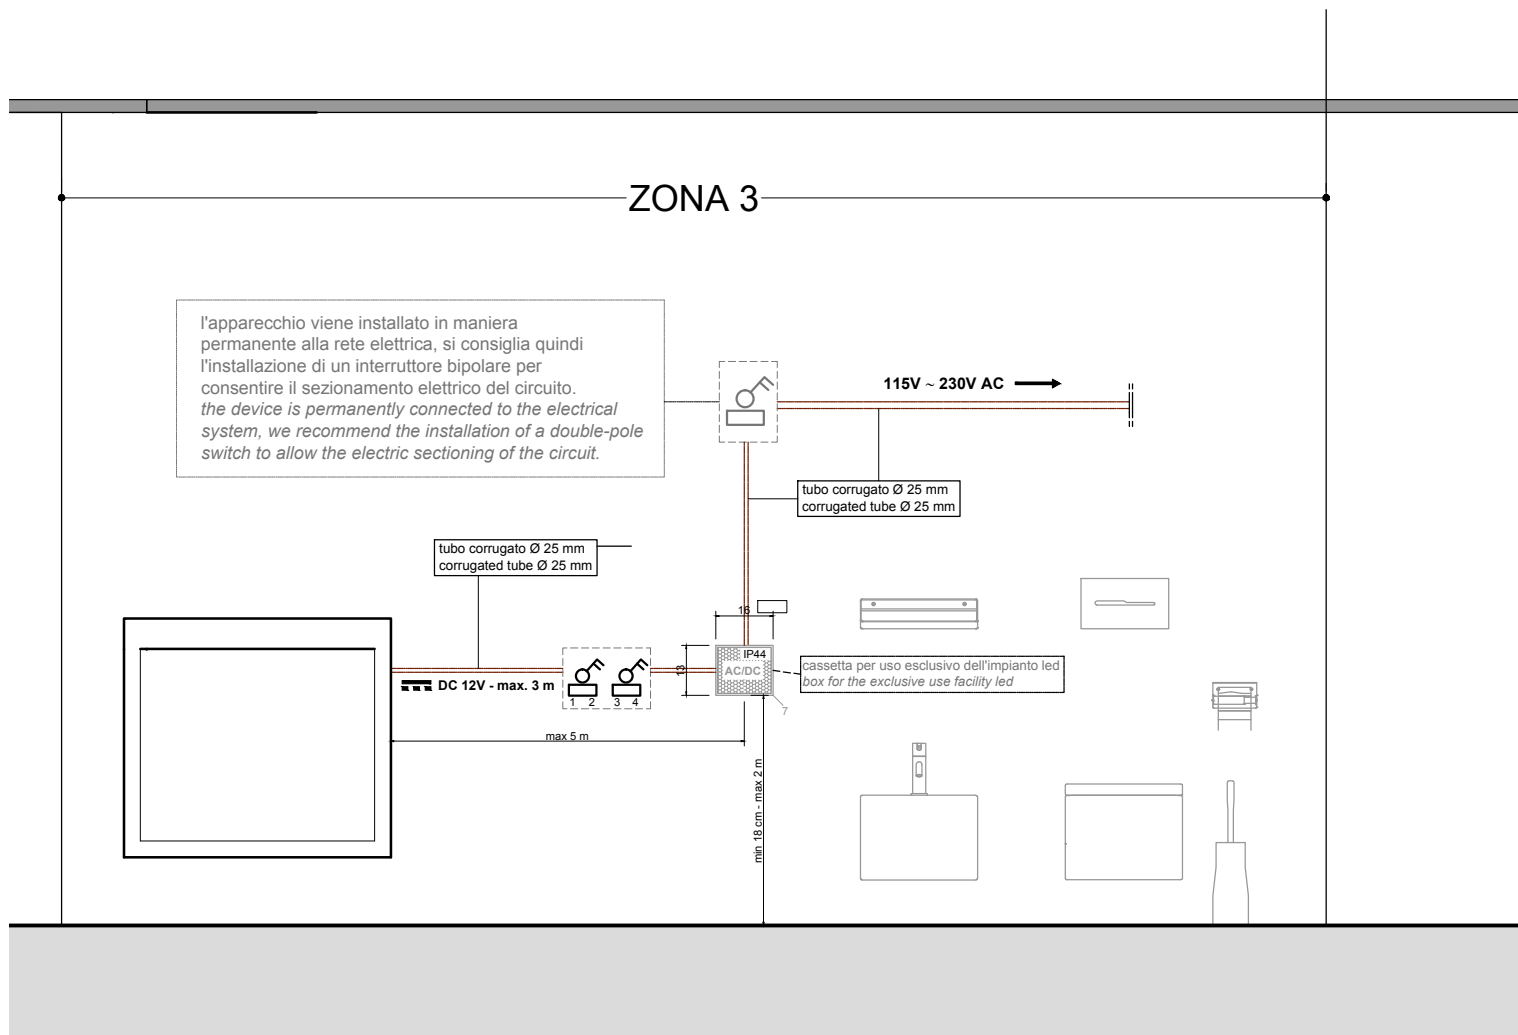 ZONA 3
l'apparecchio viene installato in maniera
permanente alla rete elettrica, si consiglia quindi
l'installazione di un interruttore bipolare per
consentire il sezionamento elettrico del circuito.
the device is permanently connected to the electrical
system, we recommend the installation of a double-pole
switch to allow the electric sectioning of the circuit.
115V ~ 230V AC
tubo corrugato Ø 25 mm
corrugated tube Ø 25 mm
tubo corrugato Ø 25 mm
corrugated tube Ø 25 mm
16
13
IP44
AC/DC
7
cassetta per uso esclusivo dell'impianto led
box for the exclusive use facility led
DC 12V - max. 3 m
1 2 3 4
max 5 m
min 18 cm - max 2 m